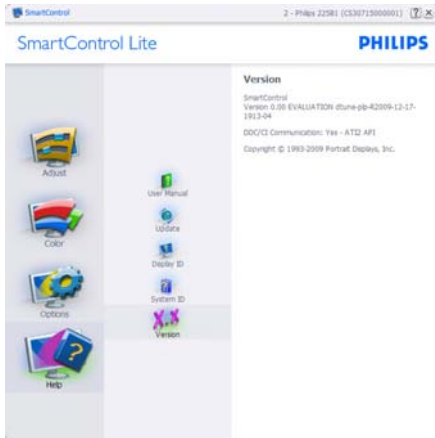 SmartControl
2 - Philips 225B1 (CS30715000001)
SmartControl Lite
PHILIPS
Adjust
Color
Options
Help
User Manual
Update
Display ID
System ID
Version
Version
SmartControl
Version 0.00 EVALUATION dtune-plp-R2009-12-17-
1913-04
DDC/CI Communication: Yes - ATI2 API
Copyright © 1993-2009 Portrait Displays, Inc.